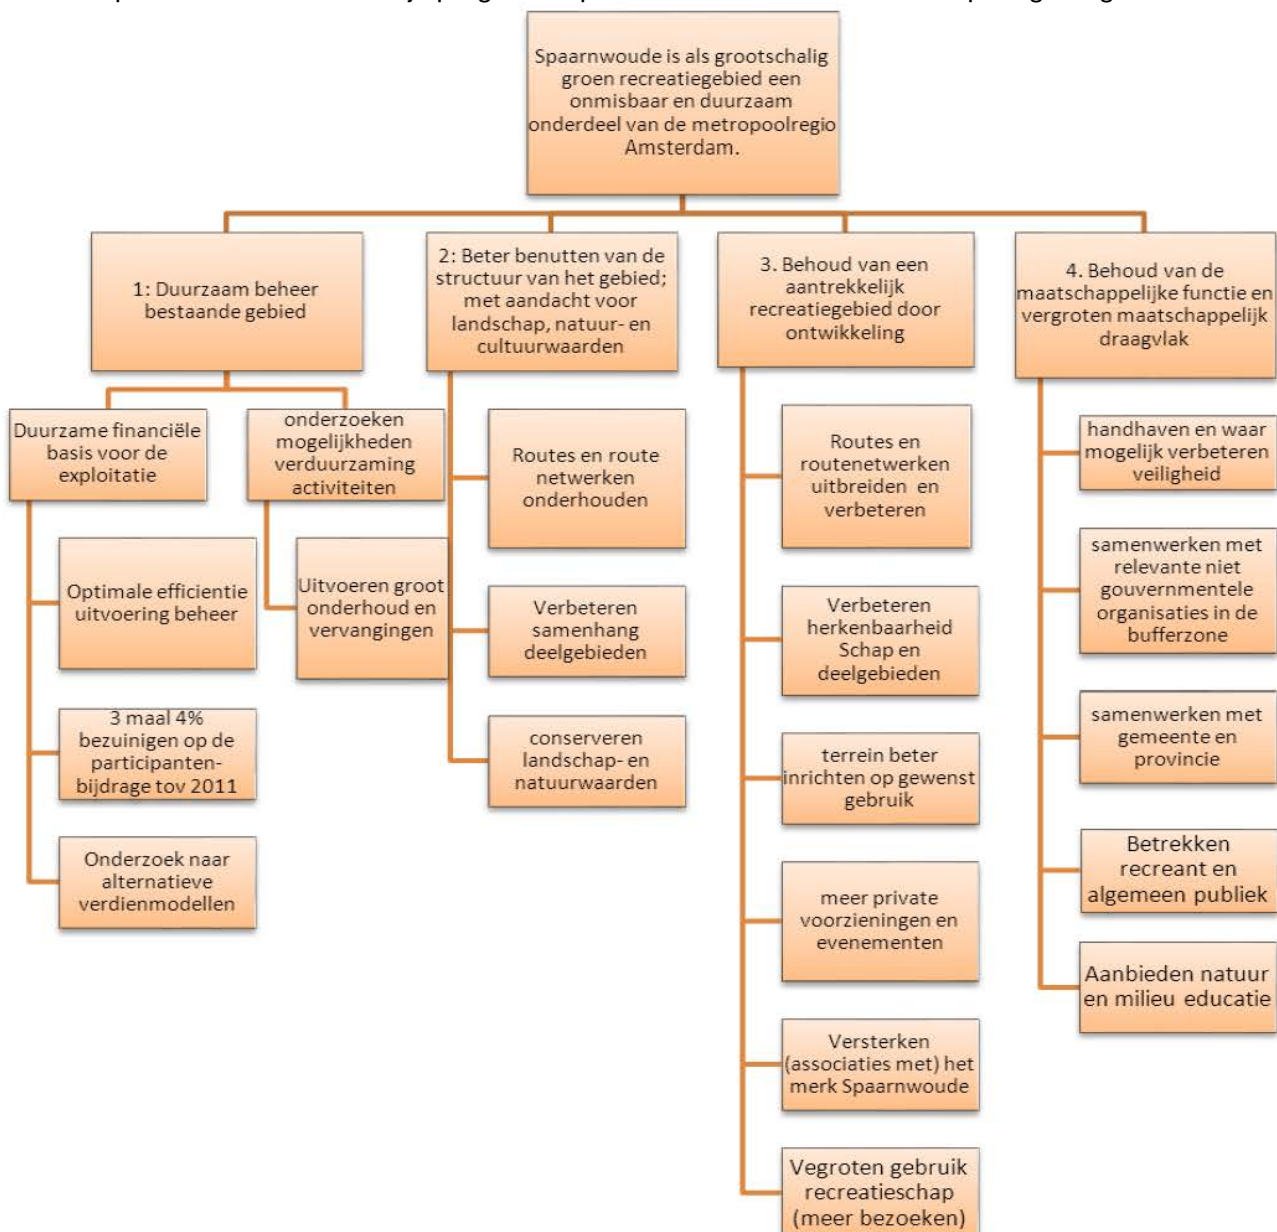 Spaarnwoude is als grootschalig
groen recreatiegebied een
onmisbaar en duurzaam
onderdeel van de metropoolregio
Amsterdam.
1: Duurzaam beheer
bestaande gebied
Duurzame financiële
basis voor de
exploitatie
Optimale efficientie
uitvoering beheer
3 maal 4%
bezuinigen op de
participanten-
bijdrage tov 2011
Onderzoek naar
alternatieve
verdienmodellen
onderzoeken
mogelijkheden
verduurzaming
activiteiten
Uitvoeren groot
onderhoud en
vervangingen
2: Beter benutten van de
structuur van het gebied;
met aandacht voor
landschap, natuur- en
cultuurwaarden
Routes en route
netwerken
onderhouden
Verbeteren
samenhang
deelgebieden
conserveren
landschap- en
natuurwaarden
3. Behoud van een
aantrekkelijk
recreatiegebied door
ontwikkeling
Routes en
routenetwerken
uitbreiden en
verbeteren
Verbeteren
herkenbaarheid
Schap en
deelgebieden
terrein beter
inrichten op gewenst
gebruik
meer private
voorzieningen en
evenementen
Versterken
(associaties met) het
merk Spaarnwoude
Vegroten gebruik
recreatieschap
(meer bezoeken)
4. Behoud van de
maatschappelijke functie en
vergroten maatschappelijk
draagvlak
handhaven en waar
mogelijk verbeteren
veiligheid
samenwerken met
relevante niet
gouvernmentele
organisaties in de
bufferzone
samenwerken met
gemeente en
provincie
Betrekken
recreant en
algemeen publiek
Aanbieden natuur
en milieu educatie